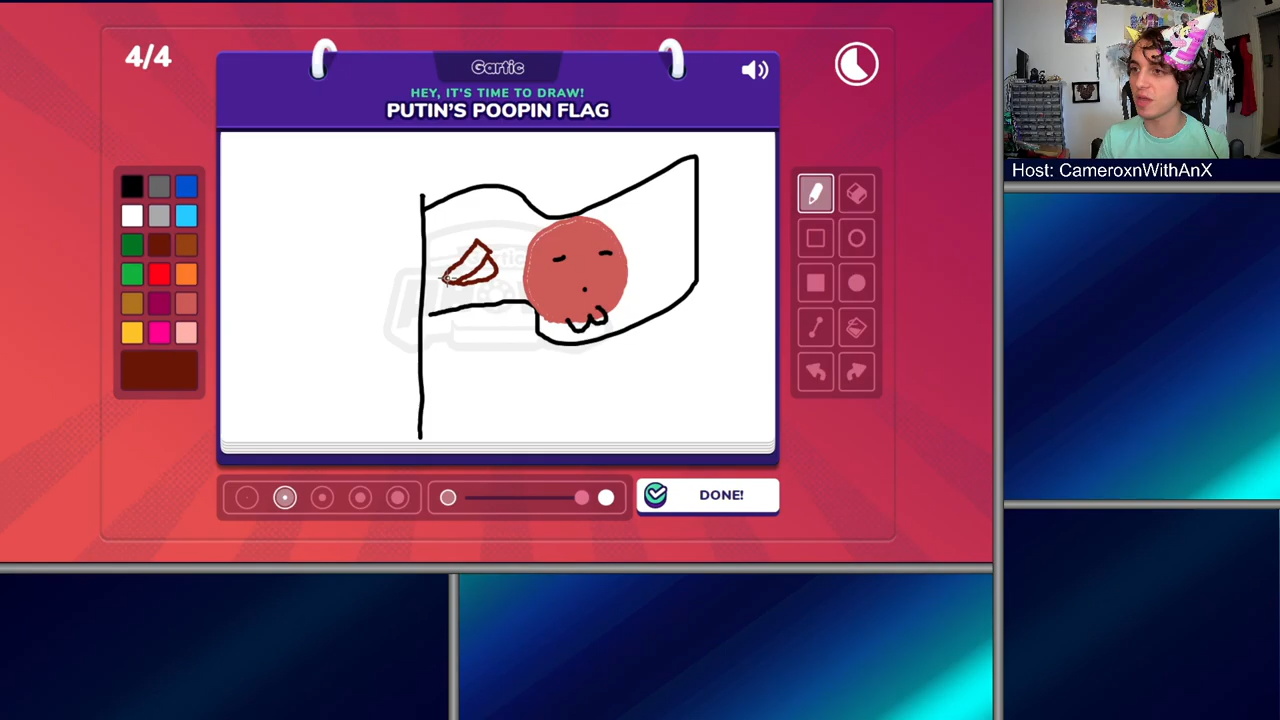 4/4
Gartic
HEY, IT'S TIME TO DRAW!
PUTIN'S POOPIN FLAG
DONE!
Host: CameroxnWithAnX